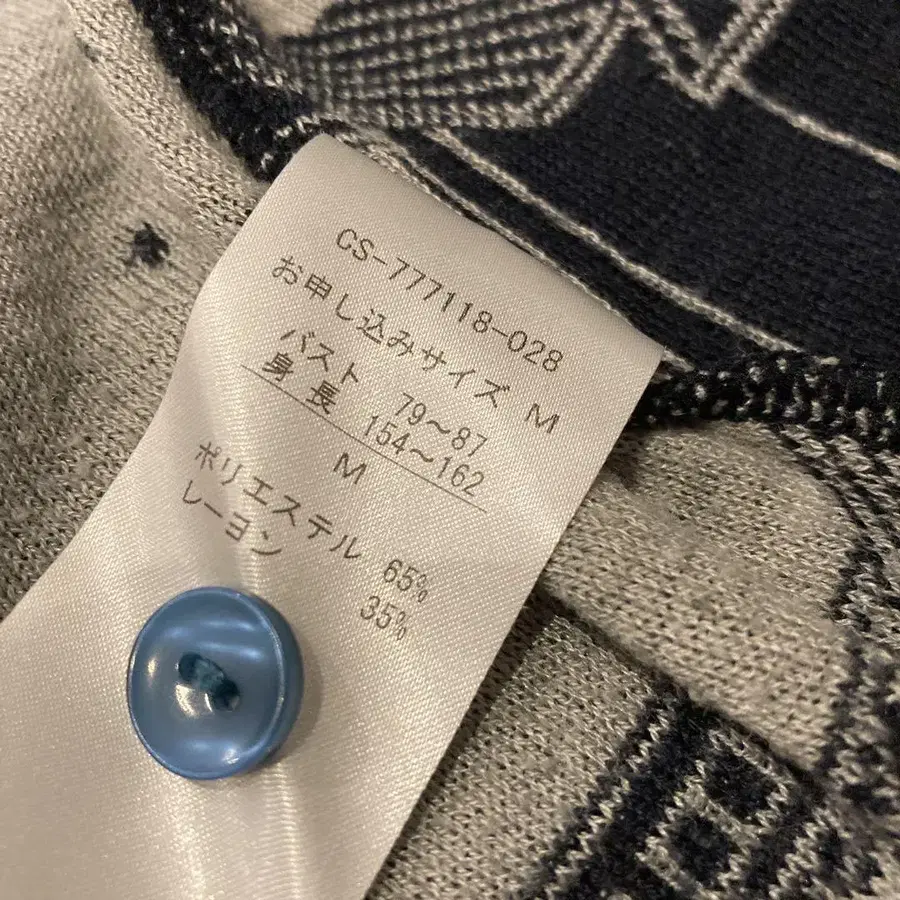 CS-777118-028
お申し込みサイズ M
バスト 79～87
身長 154～162
M
ポリエステル 65%
レーヨン 35%